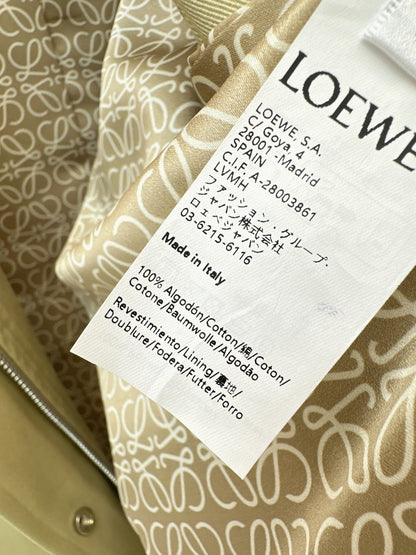 LOEWE
LOEWE, S.A.
C/ Goya, 4
28001 -Madrid
SPAIN
C.I.F. A-28003861
LVMH
ファッション・グループ・
ジャパン株式会社
ロエベジャパン
03-6215-6116
Made in Italy
100% Algodón/Cotton/綿/Coton/
Cotone/Baumwolle/Algodão
Revestimiento/Lining/裏地/
Doublure/Fodera/Futter/Forro